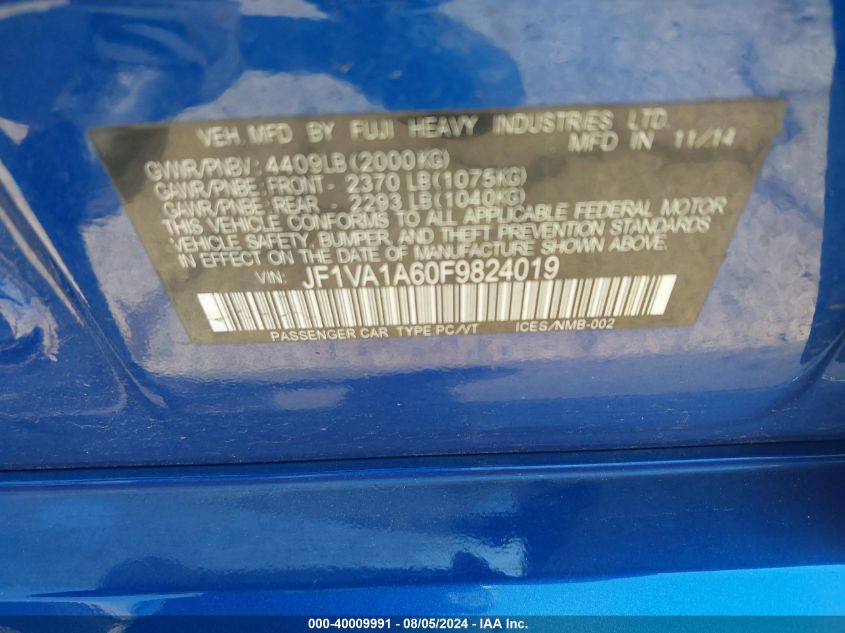 VEH. MFD BY FUJI HEAVY INDUSTRIES LTD.
MFD IN 11/14
GVWR/PNBV: 4409LB(2000KG)
GAWR/PNBE: FRONT - 2370 LB(1075KG)
GAWR/PNBE: REAR - 2293 LB(1040KG)
THIS VEHICLE CONFORMS TO ALL APPLICABLE FEDERAL MOTOR
VEHICLE SAFETY, BUMPER, AND THEFT PREVENTION STANDARDS
IN EFFECT ON THE DATE OF MANUFACTURE SHOWN ABOVE.
VIN: JF1VA1A60F9824019
PASSENGER CAR TYPE PC/VT ICES/NMB-002
000-40009991 — 08/05/2024 — IAA Inc.